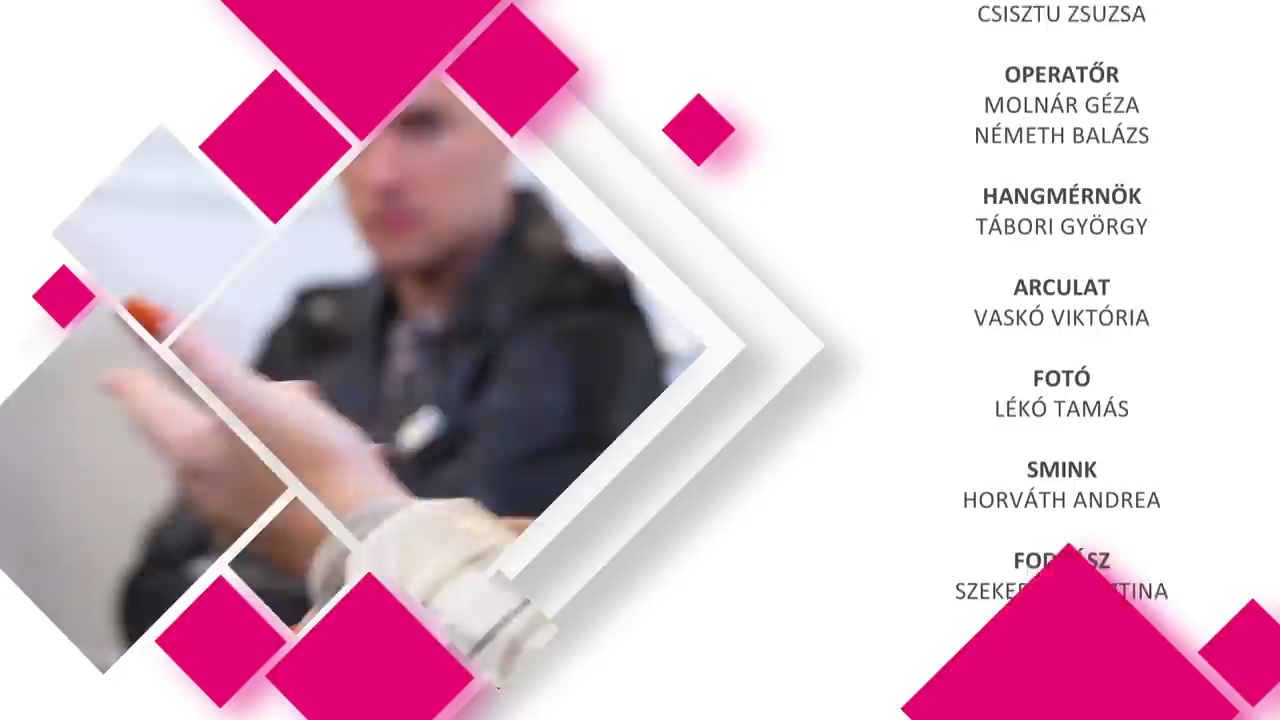 CSISZTU ZSUZSA
OPERATŐR
MOLNÁR GÉZA
NÉMETH BALÁZS
HANGMÉRNÖK
TÁBORI GYÖRGY
ARCULAT
VASKÓ VIKTÓRIA
FOTÓ
LÉKÓ TAMÁS
SMINK
HORVÁTH ANDREA